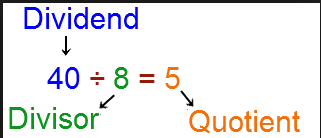 Dividend
40 ÷ 8 = 5
Divisor
Quotient